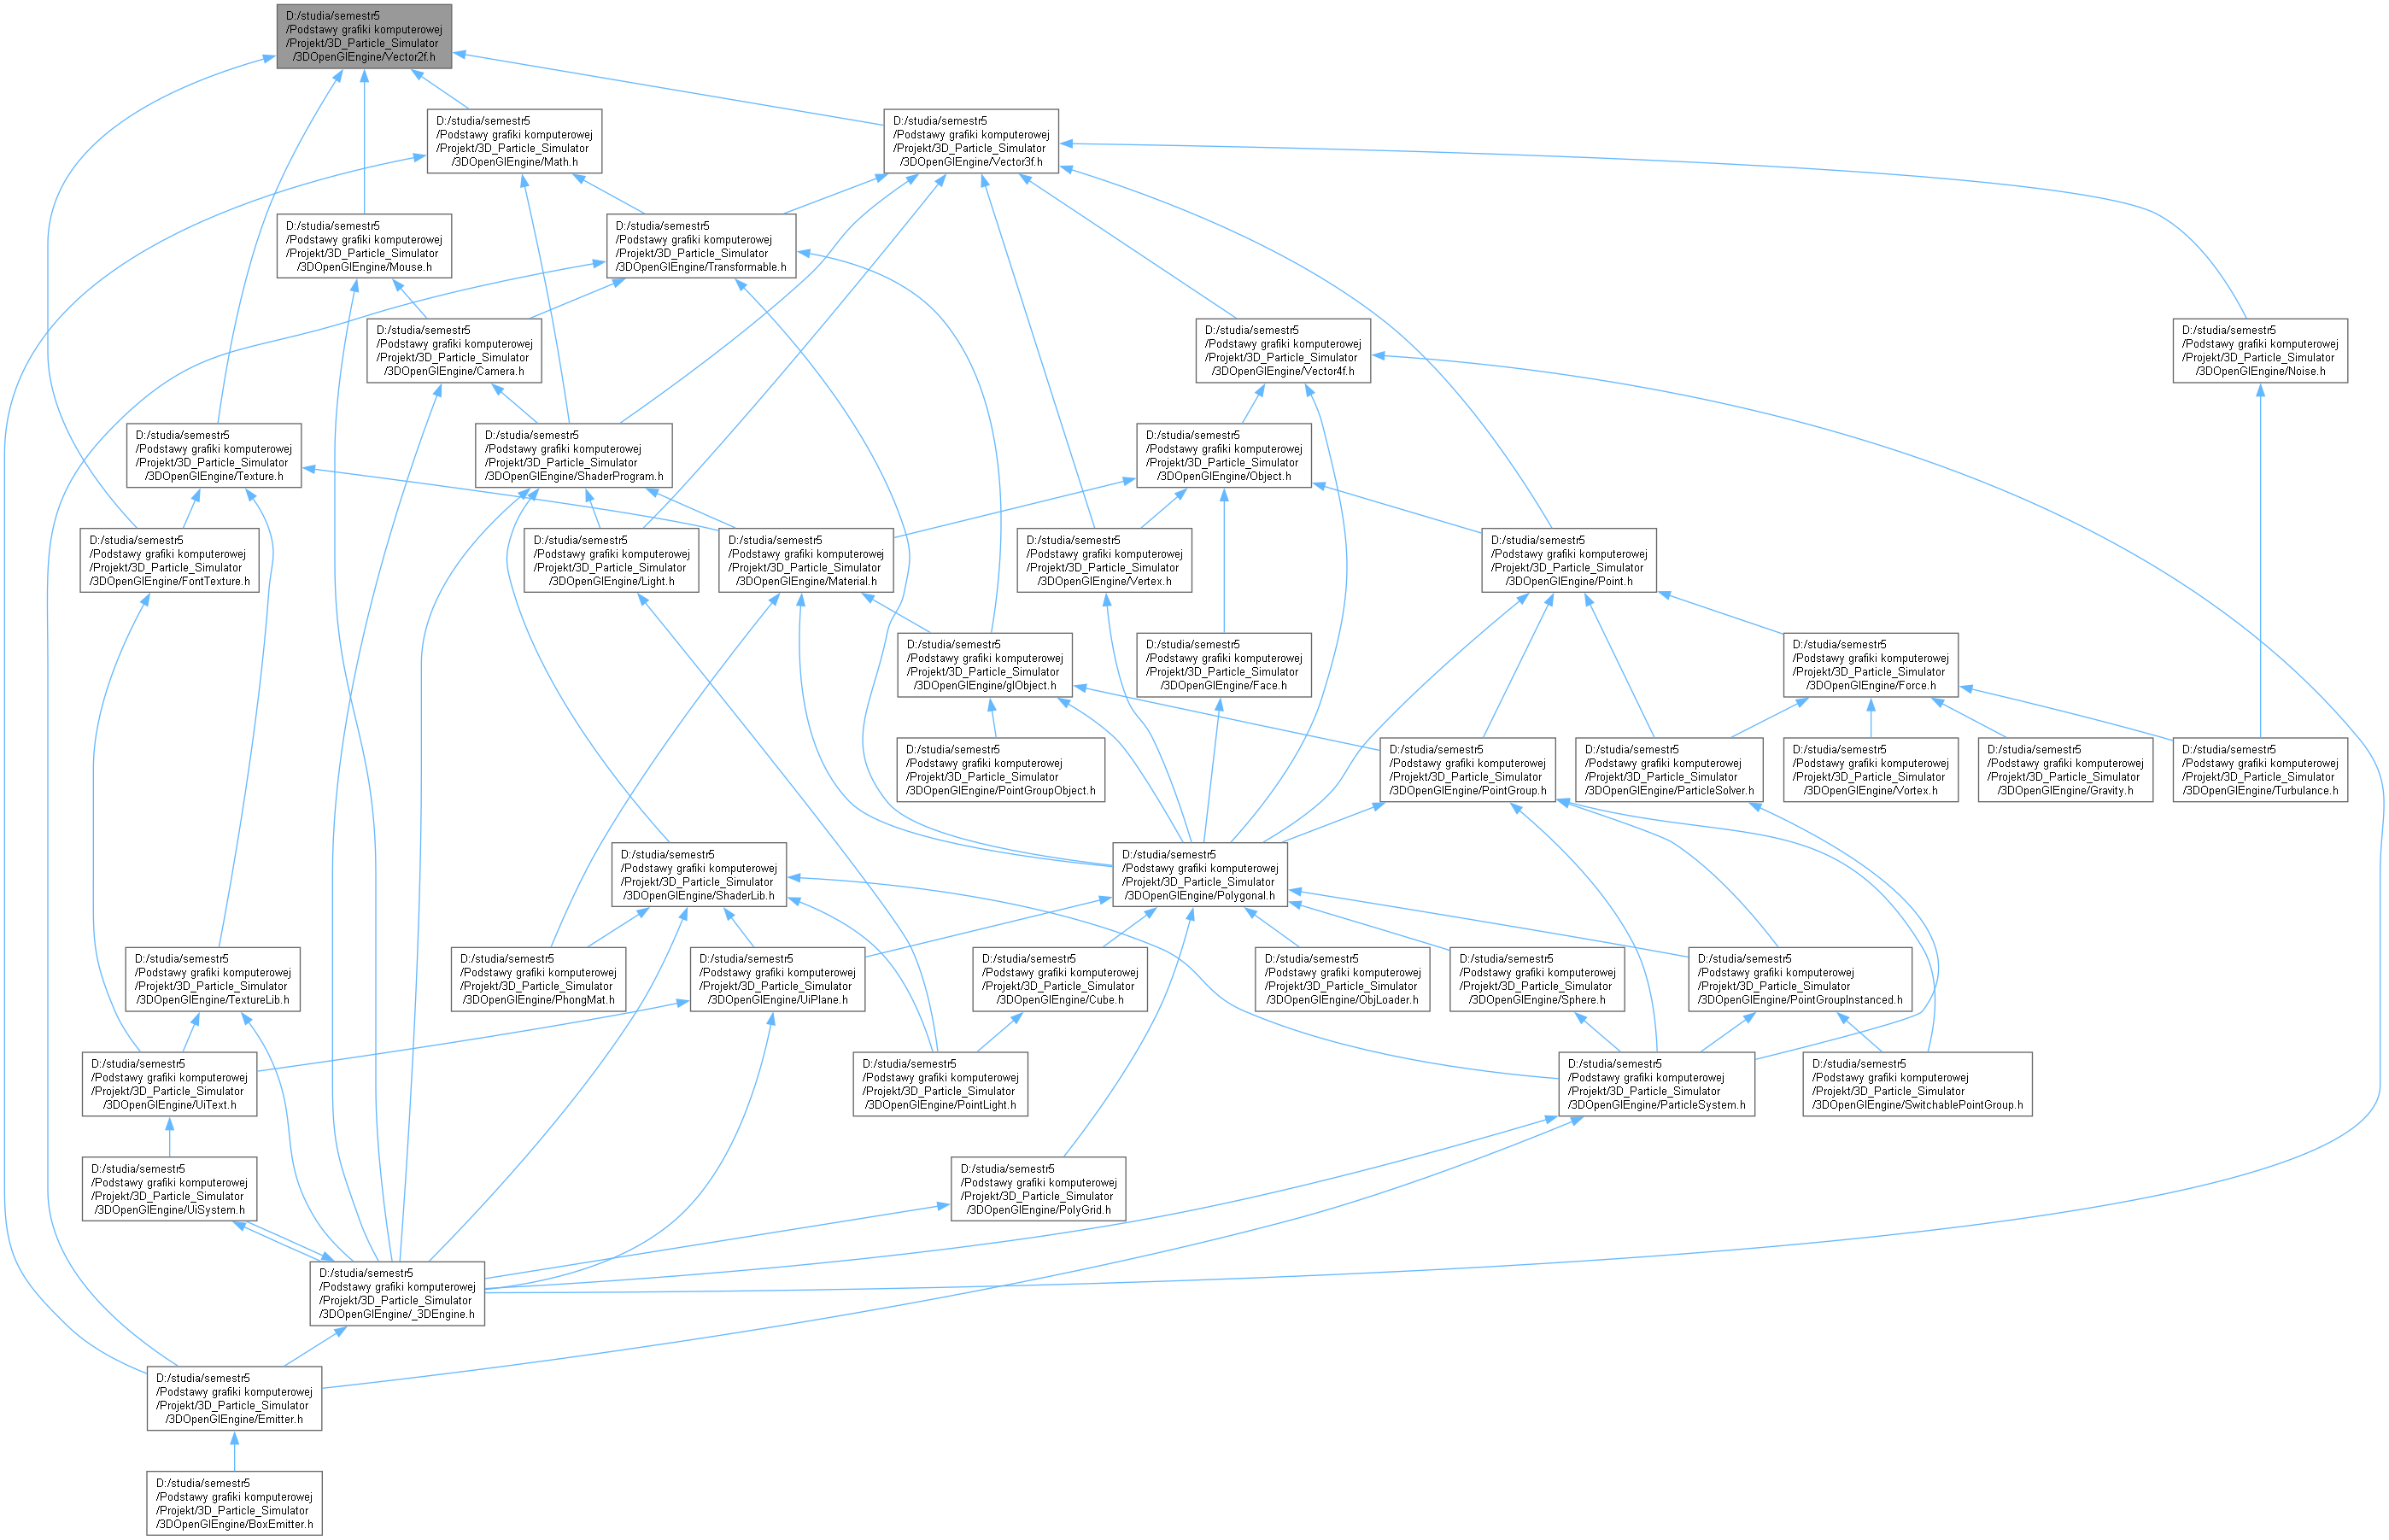 D:/studia/semestr5
/Podstawy grafiki komputerowej
/Projekt/3D_Particle_Simulator
/3DOpenGlEngine/Vector2f.h
D:/studia/semestr5
/Podstawy grafiki komputerowej
/Projekt/3D_Particle_Simulator
/3DOpenGlEngine/Math.h
D:/studia/semestr5
/Podstawy grafiki komputerowej
/Projekt/3D_Particle_Simulator
/3DOpenGlEngine/Vector3f.h
D:/studia/semestr5
/Podstawy grafiki komputerowej
/Projekt/3D_Particle_Simulator
/3DOpenGlEngine/Mouse.h
D:/studia/semestr5
/Podstawy grafiki komputerowej
/Projekt/3D_Particle_Simulator
/3DOpenGlEngine/Transformable.h
D:/studia/semestr5
/Podstawy grafiki komputerowej
/Projekt/3D_Particle_Simulator
/3DOpenGlEngine/Camera.h
D:/studia/semestr5
/Podstawy grafiki komputerowej
/Projekt/3D_Particle_Simulator
/3DOpenGlEngine/Vector4f.h
D:/studia/semestr5
/Podstawy grafiki komputerowej
/Projekt/3D_Particle_Simulator
/3DOpenGlEngine/Noise.h
D:/studia/semestr5
/Podstawy grafiki komputerowej
/Projekt/3D_Particle_Simulator
/3DOpenGlEngine/Texture.h
D:/studia/semestr5
/Podstawy grafiki komputerowej
/Projekt/3D_Particle_Simulator
/3DOpenGlEngine/ShaderProgram.h
D:/studia/semestr5
/Podstawy grafiki komputerowej
/Projekt/3D_Particle_Simulator
/3DOpenGlEngine/Object.h
D:/studia/semestr5
/Podstawy grafiki komputerowej
/Projekt/3D_Particle_Simulator
/3DOpenGlEngine/FontTexture.h
D:/studia/semestr5
/Podstawy grafiki komputerowej
/Projekt/3D_Particle_Simulator
/3DOpenGlEngine/Light.h
D:/studia/semestr5
/Podstawy grafiki komputerowej
/Projekt/3D_Particle_Simulator
/3DOpenGlEngine/Material.h
D:/studia/semestr5
/Podstawy grafiki komputerowej
/Projekt/3D_Particle_Simulator
/3DOpenGlEngine/Vertex.h
D:/studia/semestr5
/Podstawy grafiki komputerowej
/Projekt/3D_Particle_Simulator
/3DOpenGlEngine/Point.h
D:/studia/semestr5
/Podstawy grafiki komputerowej
/Projekt/3D_Particle_Simulator
/3DOpenGlEngine/glObject.h
D:/studia/semestr5
/Podstawy grafiki komputerowej
/Projekt/3D_Particle_Simulator
/3DOpenGlEngine/Face.h
D:/studia/semestr5
/Podstawy grafiki komputerowej
/Projekt/3D_Particle_Simulator
/3DOpenGlEngine/Force.h
D:/studia/semestr5
/Podstawy grafiki komputerowej
/Projekt/3D_Particle_Simulator
/3DOpenGlEngine/PointGroupObject.h
D:/studia/semestr5
/Podstawy grafiki komputerowej
/Projekt/3D_Particle_Simulator
/3DOpenGlEngine/PointGroup.h
D:/studia/semestr5
/Podstawy grafiki komputerowej
/Projekt/3D_Particle_Simulator
/3DOpenGlEngine/ParticleSolver.h
D:/studia/semestr5
/Podstawy grafiki komputerowej
/Projekt/3D_Particle_Simulator
/3DOpenGlEngine/Vortex.h
D:/studia/semestr5
/Podstawy grafiki komputerowej
/Projekt/3D_Particle_Simulator
/3DOpenGlEngine/Gravity.h
D:/studia/semestr5
/Podstawy grafiki komputerowej
/Projekt/3D_Particle_Simulator
/3DOpenGlEngine/Turbulance.h
D:/studia/semestr5
/Podstawy grafiki komputerowej
/Projekt/3D_Particle_Simulator
/3DOpenGlEngine/ShaderLib.h
D:/studia/semestr5
/Podstawy grafiki komputerowej
/Projekt/3D_Particle_Simulator
/3DOpenGlEngine/Polygonal.h
D:/studia/semestr5
/Podstawy grafiki komputerowej
/Projekt/3D_Particle_Simulator
/3DOpenGlEngine/TextureLib.h
D:/studia/semestr5
/Podstawy grafiki komputerowej
/Projekt/3D_Particle_Simulator
/3DOpenGlEngine/PhongMat.h
D:/studia/semestr5
/Podstawy grafiki komputerowej
/Projekt/3D_Particle_Simulator
/3DOpenGlEngine/UiPlane.h
D:/studia/semestr5
/Podstawy grafiki komputerowej
/Projekt/3D_Particle_Simulator
/3DOpenGlEngine/Cube.h
D:/studia/semestr5
/Podstawy grafiki komputerowej
/Projekt/3D_Particle_Simulator
/3DOpenGlEngine/ObjLoader.h
D:/studia/semestr5
/Podstawy grafiki komputerowej
/Projekt/3D_Particle_Simulator
/3DOpenGlEngine/Sphere.h
D:/studia/semestr5
/Podstawy grafiki komputerowej
/Projekt/3D_Particle_Simulator
/3DOpenGlEngine/PointGroupInstanced.h
D:/studia/semestr5
/Podstawy grafiki komputerowej
/Projekt/3D_Particle_Simulator
/3DOpenGlEngine/UiText.h
D:/studia/semestr5
/Podstawy grafiki komputerowej
/Projekt/3D_Particle_Simulator
/3DOpenGlEngine/PointLight.h
D:/studia/semestr5
/Podstawy grafiki komputerowej
/Projekt/3D_Particle_Simulator
/3DOpenGlEngine/ParticleSystem.h
D:/studia/semestr5
/Podstawy grafiki komputerowej
/Projekt/3D_Particle_Simulator
/3DOpenGlEngine/SwitchablePointGroup.h
D:/studia/semestr5
/Podstawy grafiki komputerowej
/Projekt/3D_Particle_Simulator
/3DOpenGlEngine/UiSystem.h
D:/studia/semestr5
/Podstawy grafiki komputerowej
/Projekt/3D_Particle_Simulator
/3DOpenGlEngine/PolyGrid.h
D:/studia/semestr5
/Podstawy grafiki komputerowej
/Projekt/3D_Particle_Simulator
/3DOpenGlEngine/_3DEngine.h
D:/studia/semestr5
/Podstawy grafiki komputerowej
/Projekt/3D_Particle_Simulator
/3DOpenGlEngine/Emitter.h
D:/studia/semestr5
/Podstawy grafiki komputerowej
/Projekt/3D_Particle_Simulator
/3DOpenGlEngine/BoxEmitter.h